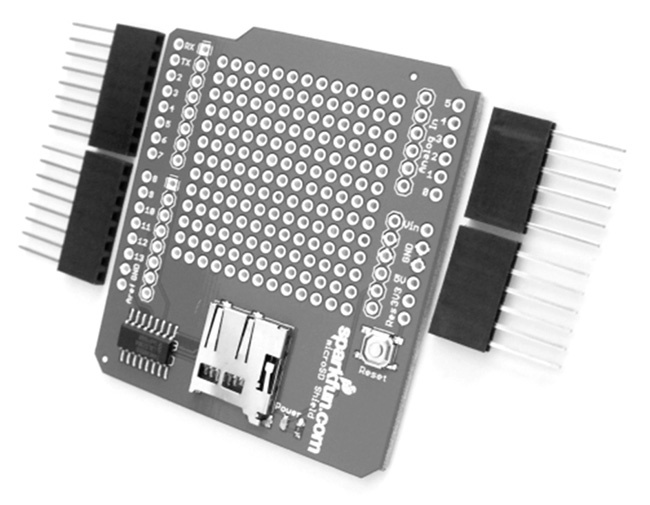 RX
TX
2
3
4
5
6
7
8
9
10
11
12
13
GND
Aref
5
4
3
2
1
0
Analog In
Vin
GND
5V
3V3
Res
Reset
sparkfun.com
microSD Shield
Power